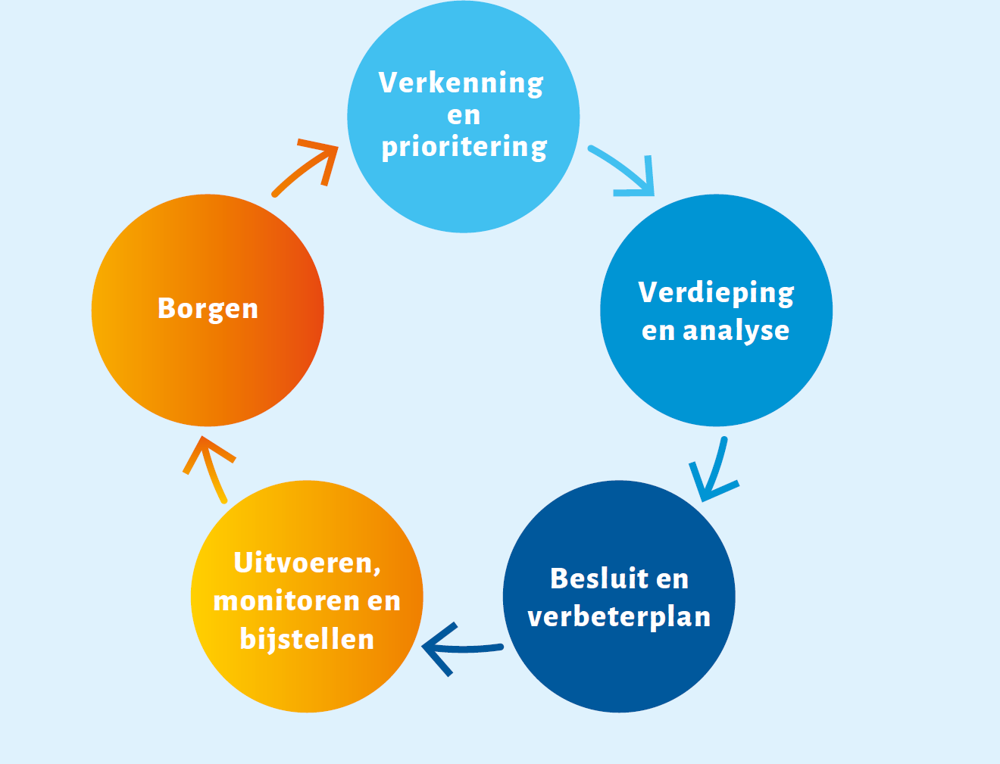 Verkenning
en
prioritering
Verdieping
en analyse
Besluit en
verbeterplan
Uitvoeren,
monitoren en
bijstellen
Borgen